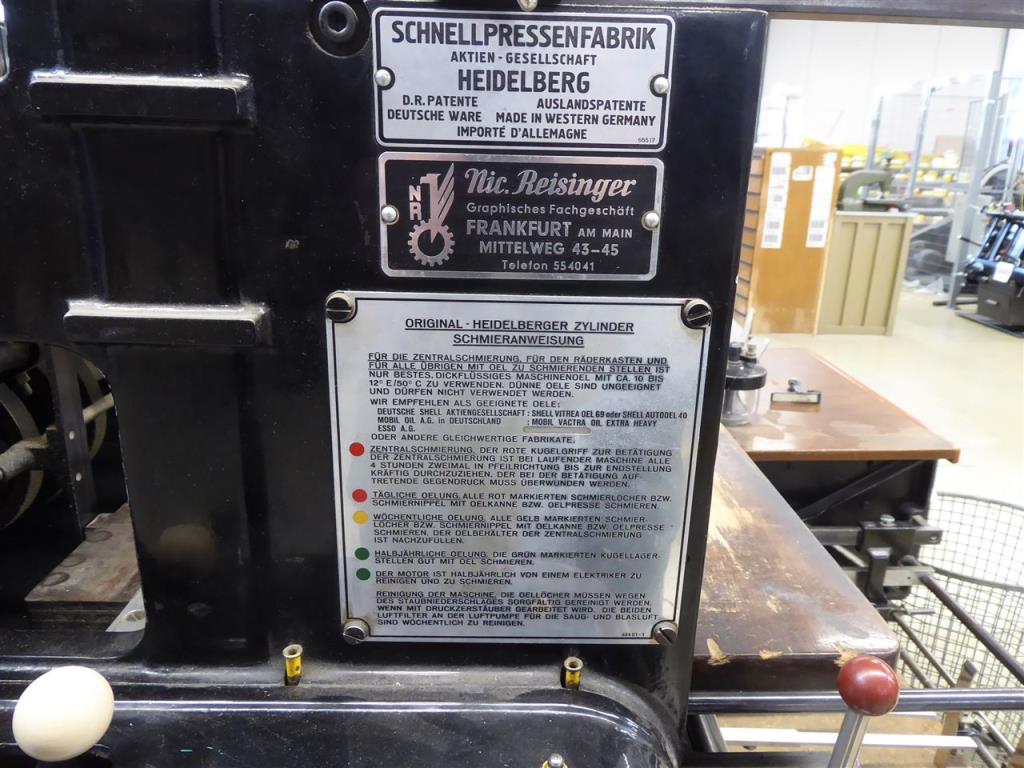 SCHNELLPRESSENFABRIK
AKTIEN-GESELLSCHAFT
HEIDELBERG
D.R. PATENTE AUSLANDSPATENTE
DEUTSCHE WARE MADE IN WESTERN GERMANY
IMPORTÉ D'ALLEMAGNE
65517
NR
Nic. Reisinger
Graphisches Fachgeschäft
FRANKFURT AM MAIN
MITTELWEG 43-45
Telefon 554041
ORIGINAL-HEIDELBERGER ZYLINDER
SCHMIERANWEISUNG
FÜR DIE ZENTRALSCHMIERUNG, FÜR DEN RÄDERKASTEN UND
FÜR ALLE ÜBRIGEN MIT OEL ZU SCHMIERENDEN STELLEN IST
NUR BESTES, DICKFLÜSSIGES MASCHINENOEL MIT CA. 10 BIS
12° E/50° C ZU VERWENDEN. DÜNNE OELE SIND UNGEEIGNET
UND DÜRFEN NICHT VERWENDET WERDEN.
WIR EMPFEHLEN ALS GEEIGNETE OELE:
DEUTSCHE SHELL AKTIENGESELLSCHAFT : SHELL VITREA OEL 69 oder SHELL AUTOOEL 40
MOBIL OIL A.G. in DEUTSCHLAND : MOBIL VACTRA OIL EXTRA HEAVY
ESSO A.G.
ODER ANDERE GLEICHWERTIGE FABRIKATE.
ZENTRALSCHMIERUNG, DER ROTE KUGELGRIFF ZUR BETÄTIGUNG
DER ZENTRALSCHMIERUNG IST BEI LAUFENDER MASCHINE ALLE
4 STUNDEN ZWEIMAL IN PFEILRICHTUNG BIS ZUR ENDSTELLUNG
KRÄFTIG DURCHZUZIEHEN. DER BEI DER BETÄTIGUNG AUF-
TRETENDE GEGENDRUCK MUSS ÜBERWUNDEN WERDEN.
TÄGLICHE OELUNG, ALLE ROT MARKIERTEN SCHMIERLÖCHER BZW.
SCHMIERNIPPEL MIT OELKANNE BZW. OELPRESSE SCHMIEREN.
WÖCHENTLICHE OELUNG, ALLE GELB MARKIERTEN SCHMIER-
LÖCHER BZW. SCHMIERNIPPEL MIT OELKANNE BZW. OELPRESSE
SCHMIEREN, DER OELBEHÄLTER DER ZENTRALSCHMIERUNG
IST NACHZUFÜLLEN.
HALBJÄHRLICHE OELUNG, DIE GRÜN MARKIERTEN KUGELLAGER-
STELLEN GUT MIT OEL SCHMIEREN.
DER MOTOR IST HALBJÄHRLICH VON EINEM ELEKTRIKER ZU
REINIGEN UND ZU SCHMIEREN.
REINIGUNG DER MASCHINE, DIE OELLÖCHER MÜSSEN WEGEN
DES STAUBNIEDERSCHLAGES SORGFÄLTIG GEREINIGT WERDEN.
WENN MIT DRUCKZERSTÄUBER GEARBEITET WIRD, DIE BEIDEN
LUFTFILTER AN DER LUFTPUMPE FÜR DIE SAUG- UND BLASLUFT
SIND WÖCHENTLICH ZU REINIGEN.